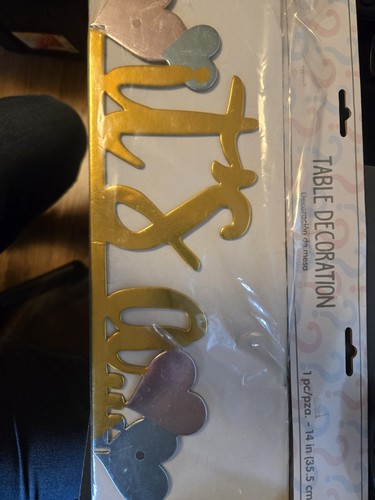 TABLE DECORATION
Decoración de mesa
1 pc/pza. - 14 in (35.5 cm
it's a...